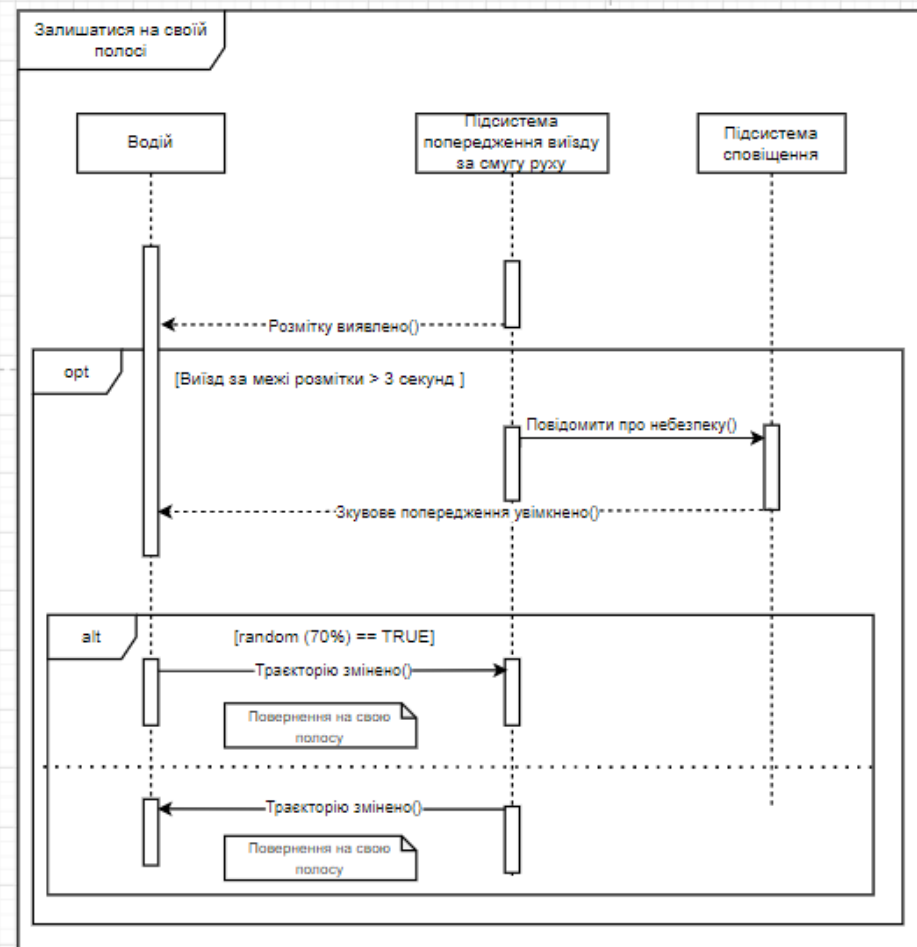 Залишатися на своїй
полосі
Водій
Підсистема
попередження виїзду
за смугу руху
Підсистема
сповіщення
Розмітку виявлено()
opt
[Виїзд за межі розмітки > 3 секунд ]
Повідомити про небезпеку()
Зкувове попередження увімкнено()
alt
[random (70%) == TRUE]
Траєкторію змінено()
Повернення на свою
полосу
Траєкторію змінено()
Повернення на свою
полосу